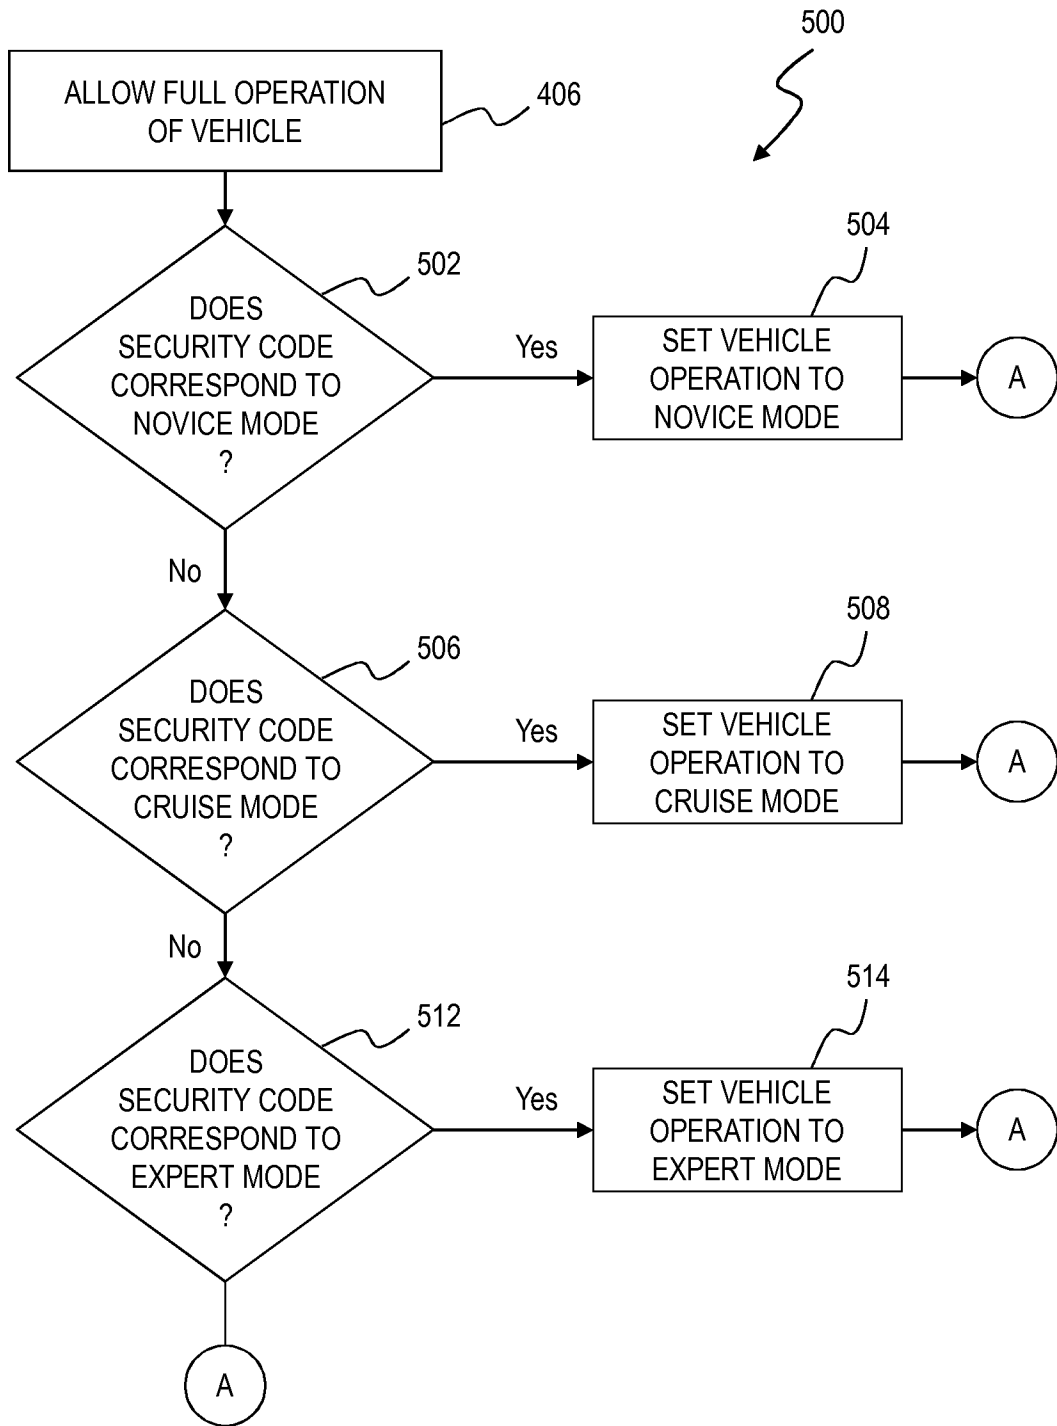 500
ALLOW FULL OPERATION
OF VEHICLE
406
502
DOES
SECURITY CODE
CORRESPOND TO
NOVICE MODE
?
Yes
504
SET VEHICLE
OPERATION TO
NOVICE MODE
A
No
506
DOES
SECURITY CODE
CORRESPOND TO
CRUISE MODE
?
Yes
508
SET VEHICLE
OPERATION TO
CRUISE MODE
A
No
512
DOES
SECURITY CODE
CORRESPOND TO
EXPERT MODE
?
Yes
514
SET VEHICLE
OPERATION TO
EXPERT MODE
A
A